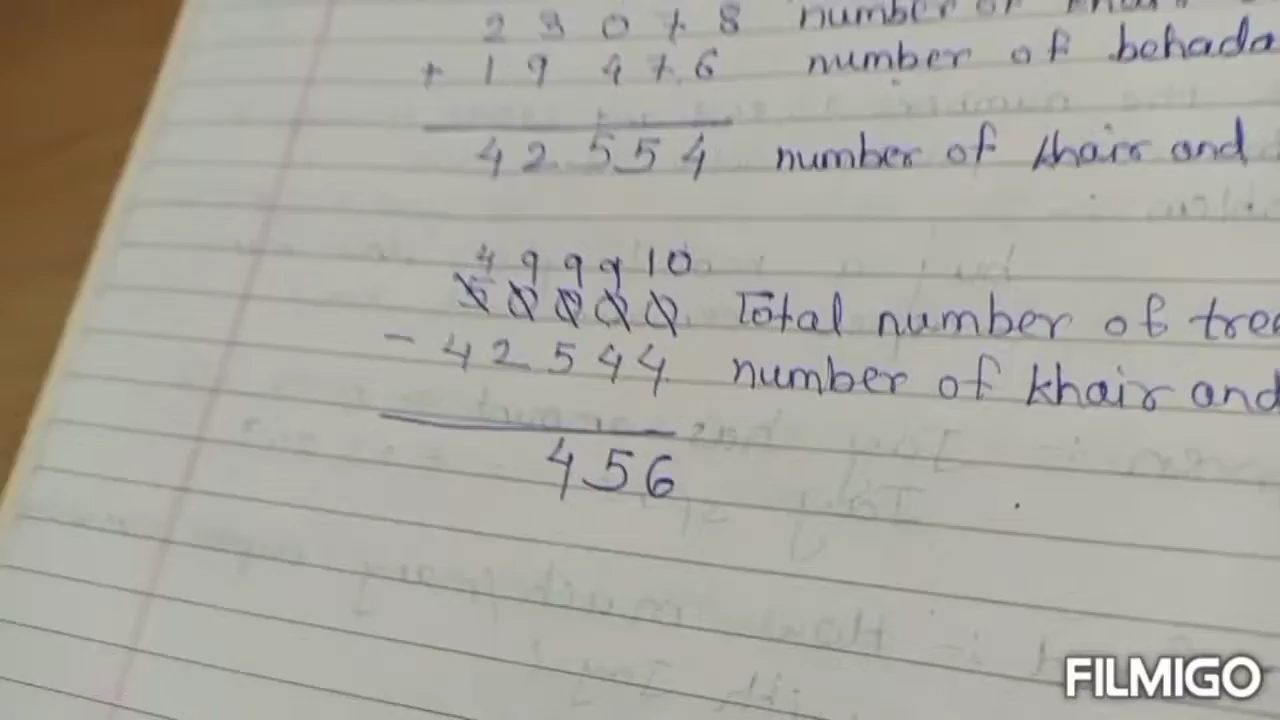 2 3 0 7 8 number of khair
+ 1 9 4 7 6 number of behada
4 2 5 5 4 number of khair and
4 9 9 9 10
5 0 0 0 0 Total number of tree
- 4 2 5 4 4 number of khair and
4 5 6
FILMIGO